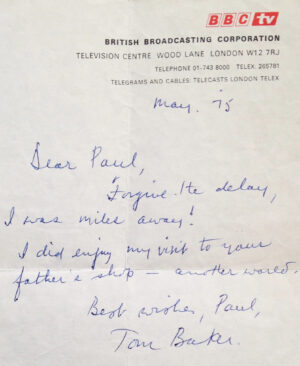 BBC tv
BRITISH BROADCASTING CORPORATION
TELEVISION CENTRE WOOD LANE LONDON W12 7RJ
TELEPHONE 01-743 8000 TELEX: 265781
TELEGRAMS AND CABLES: TELECASTS LONDON TELEX
May. '75
Dear Paul,
Forgive the delay,
I was miles away!
I did enjoy my visit to your
father's shop – another world.
Best wishes, Paul,
Tom Baker.